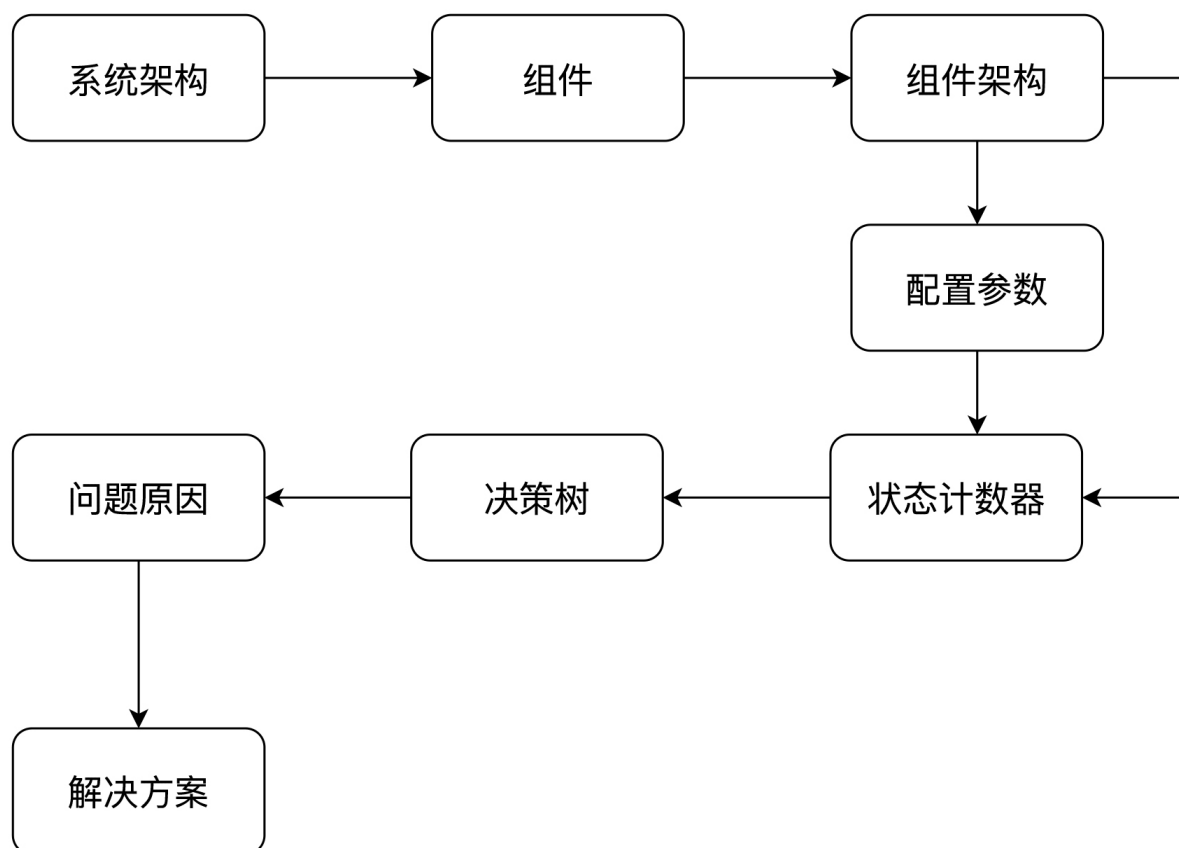 系统架构
组件
组件架构
配置参数
问题原因
决策树
状态计数器
解决方案